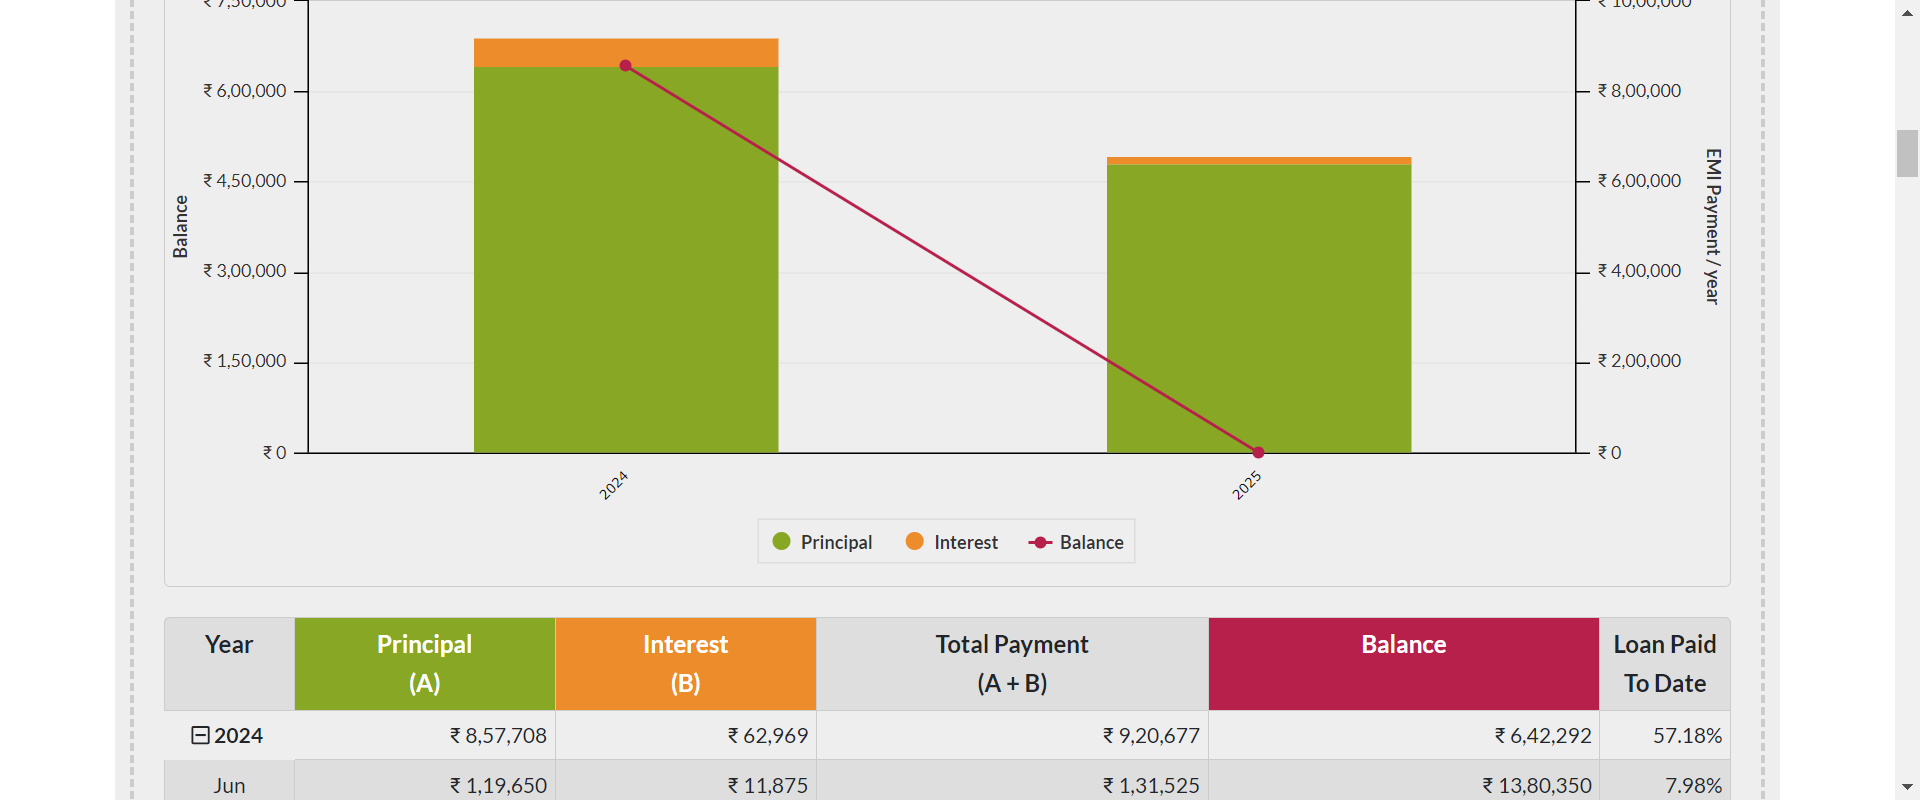 ₹ 7,50,000
₹ 10,00,000
₹ 6,00,000
₹ 8,00,000
₹ 4,50,000
₹ 6,00,000
Balance
EMI Payment / year
₹ 3,00,000
₹ 4,00,000
₹ 1,50,000
₹ 2,00,000
₹ 0
₹ 0
2024
2025
Principal Interest Balance
Year Principal (A) Interest (B) Total Payment (A + B) Balance Loan Paid To Date
2024 ₹ 8,57,708 ₹ 62,969 ₹ 9,20,677 ₹ 6,42,292 57.18%
Jun ₹ 1,19,650 ₹ 11,875 ₹ 1,31,525 ₹ 13,80,350 7.98%